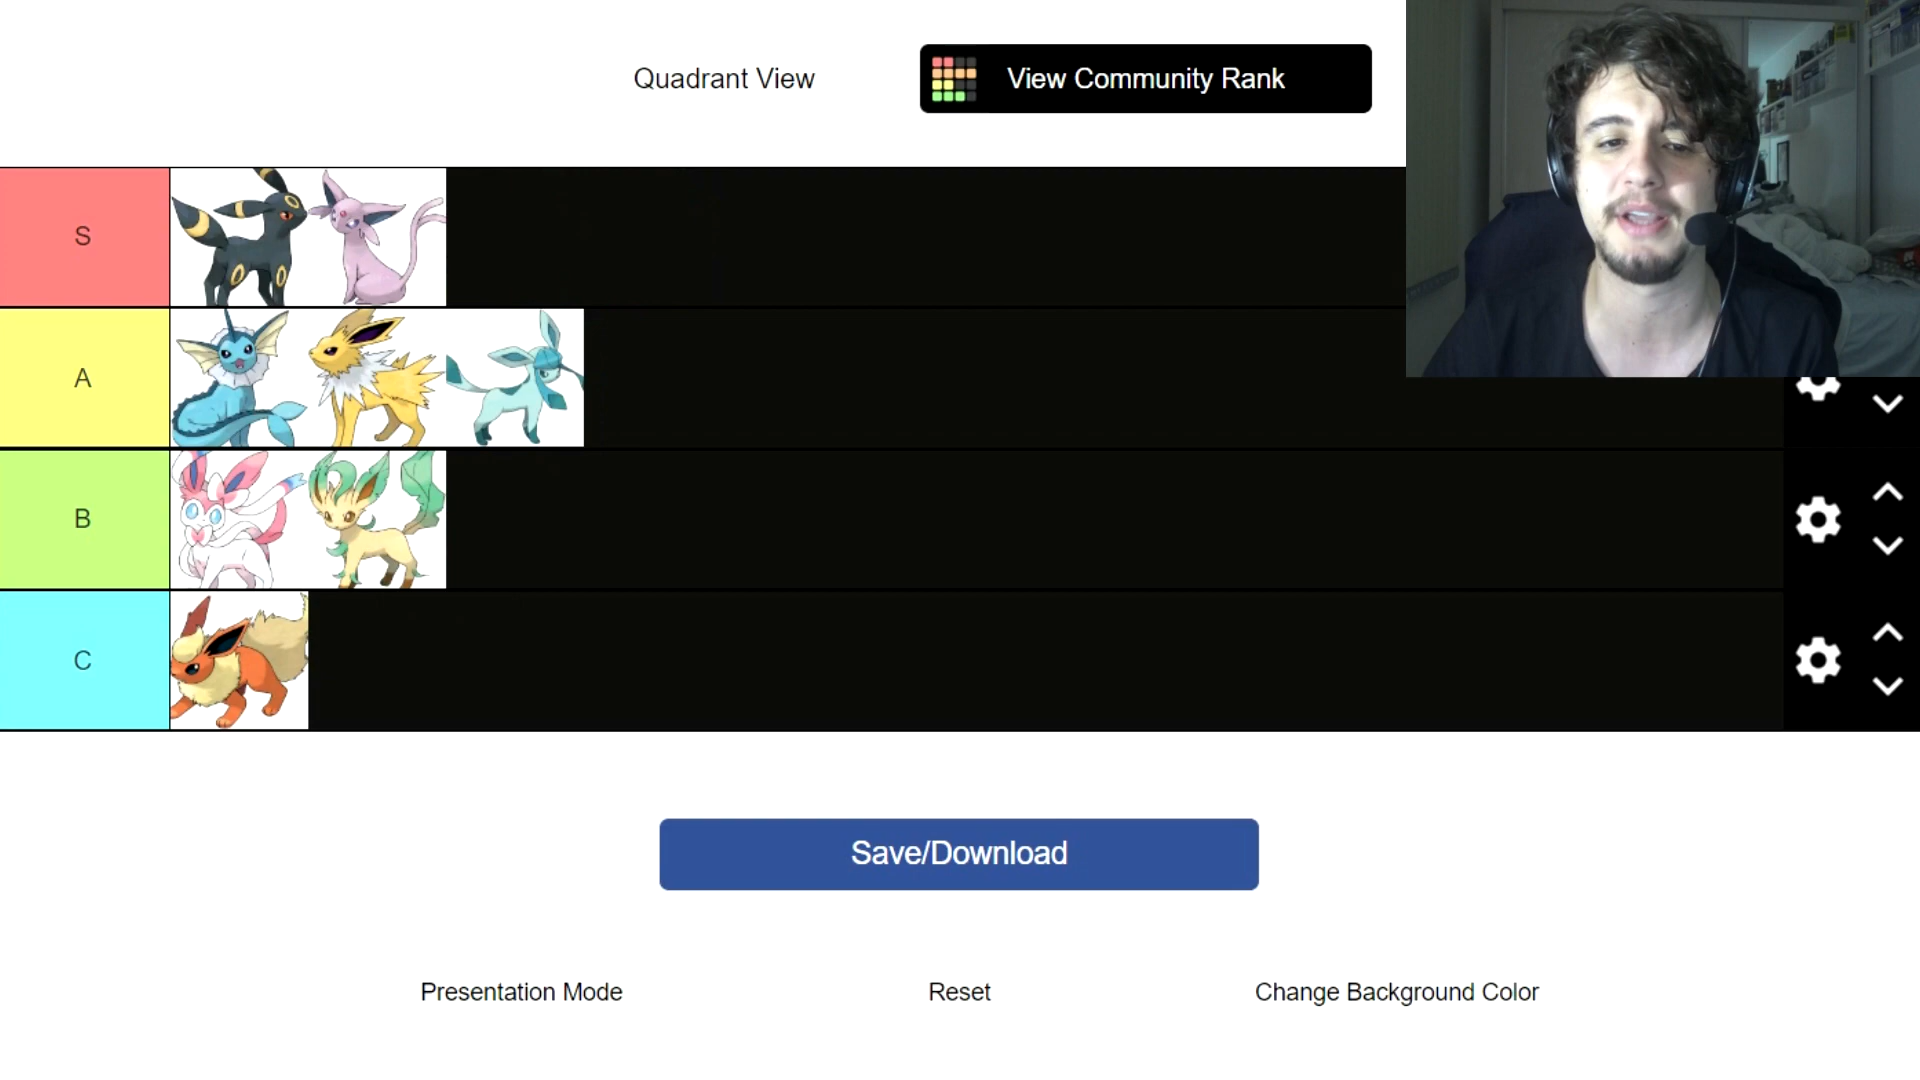 Quadrant View
View Community Rank
S
A
B
C
Save/Download
Presentation Mode
Reset
Change Background Color